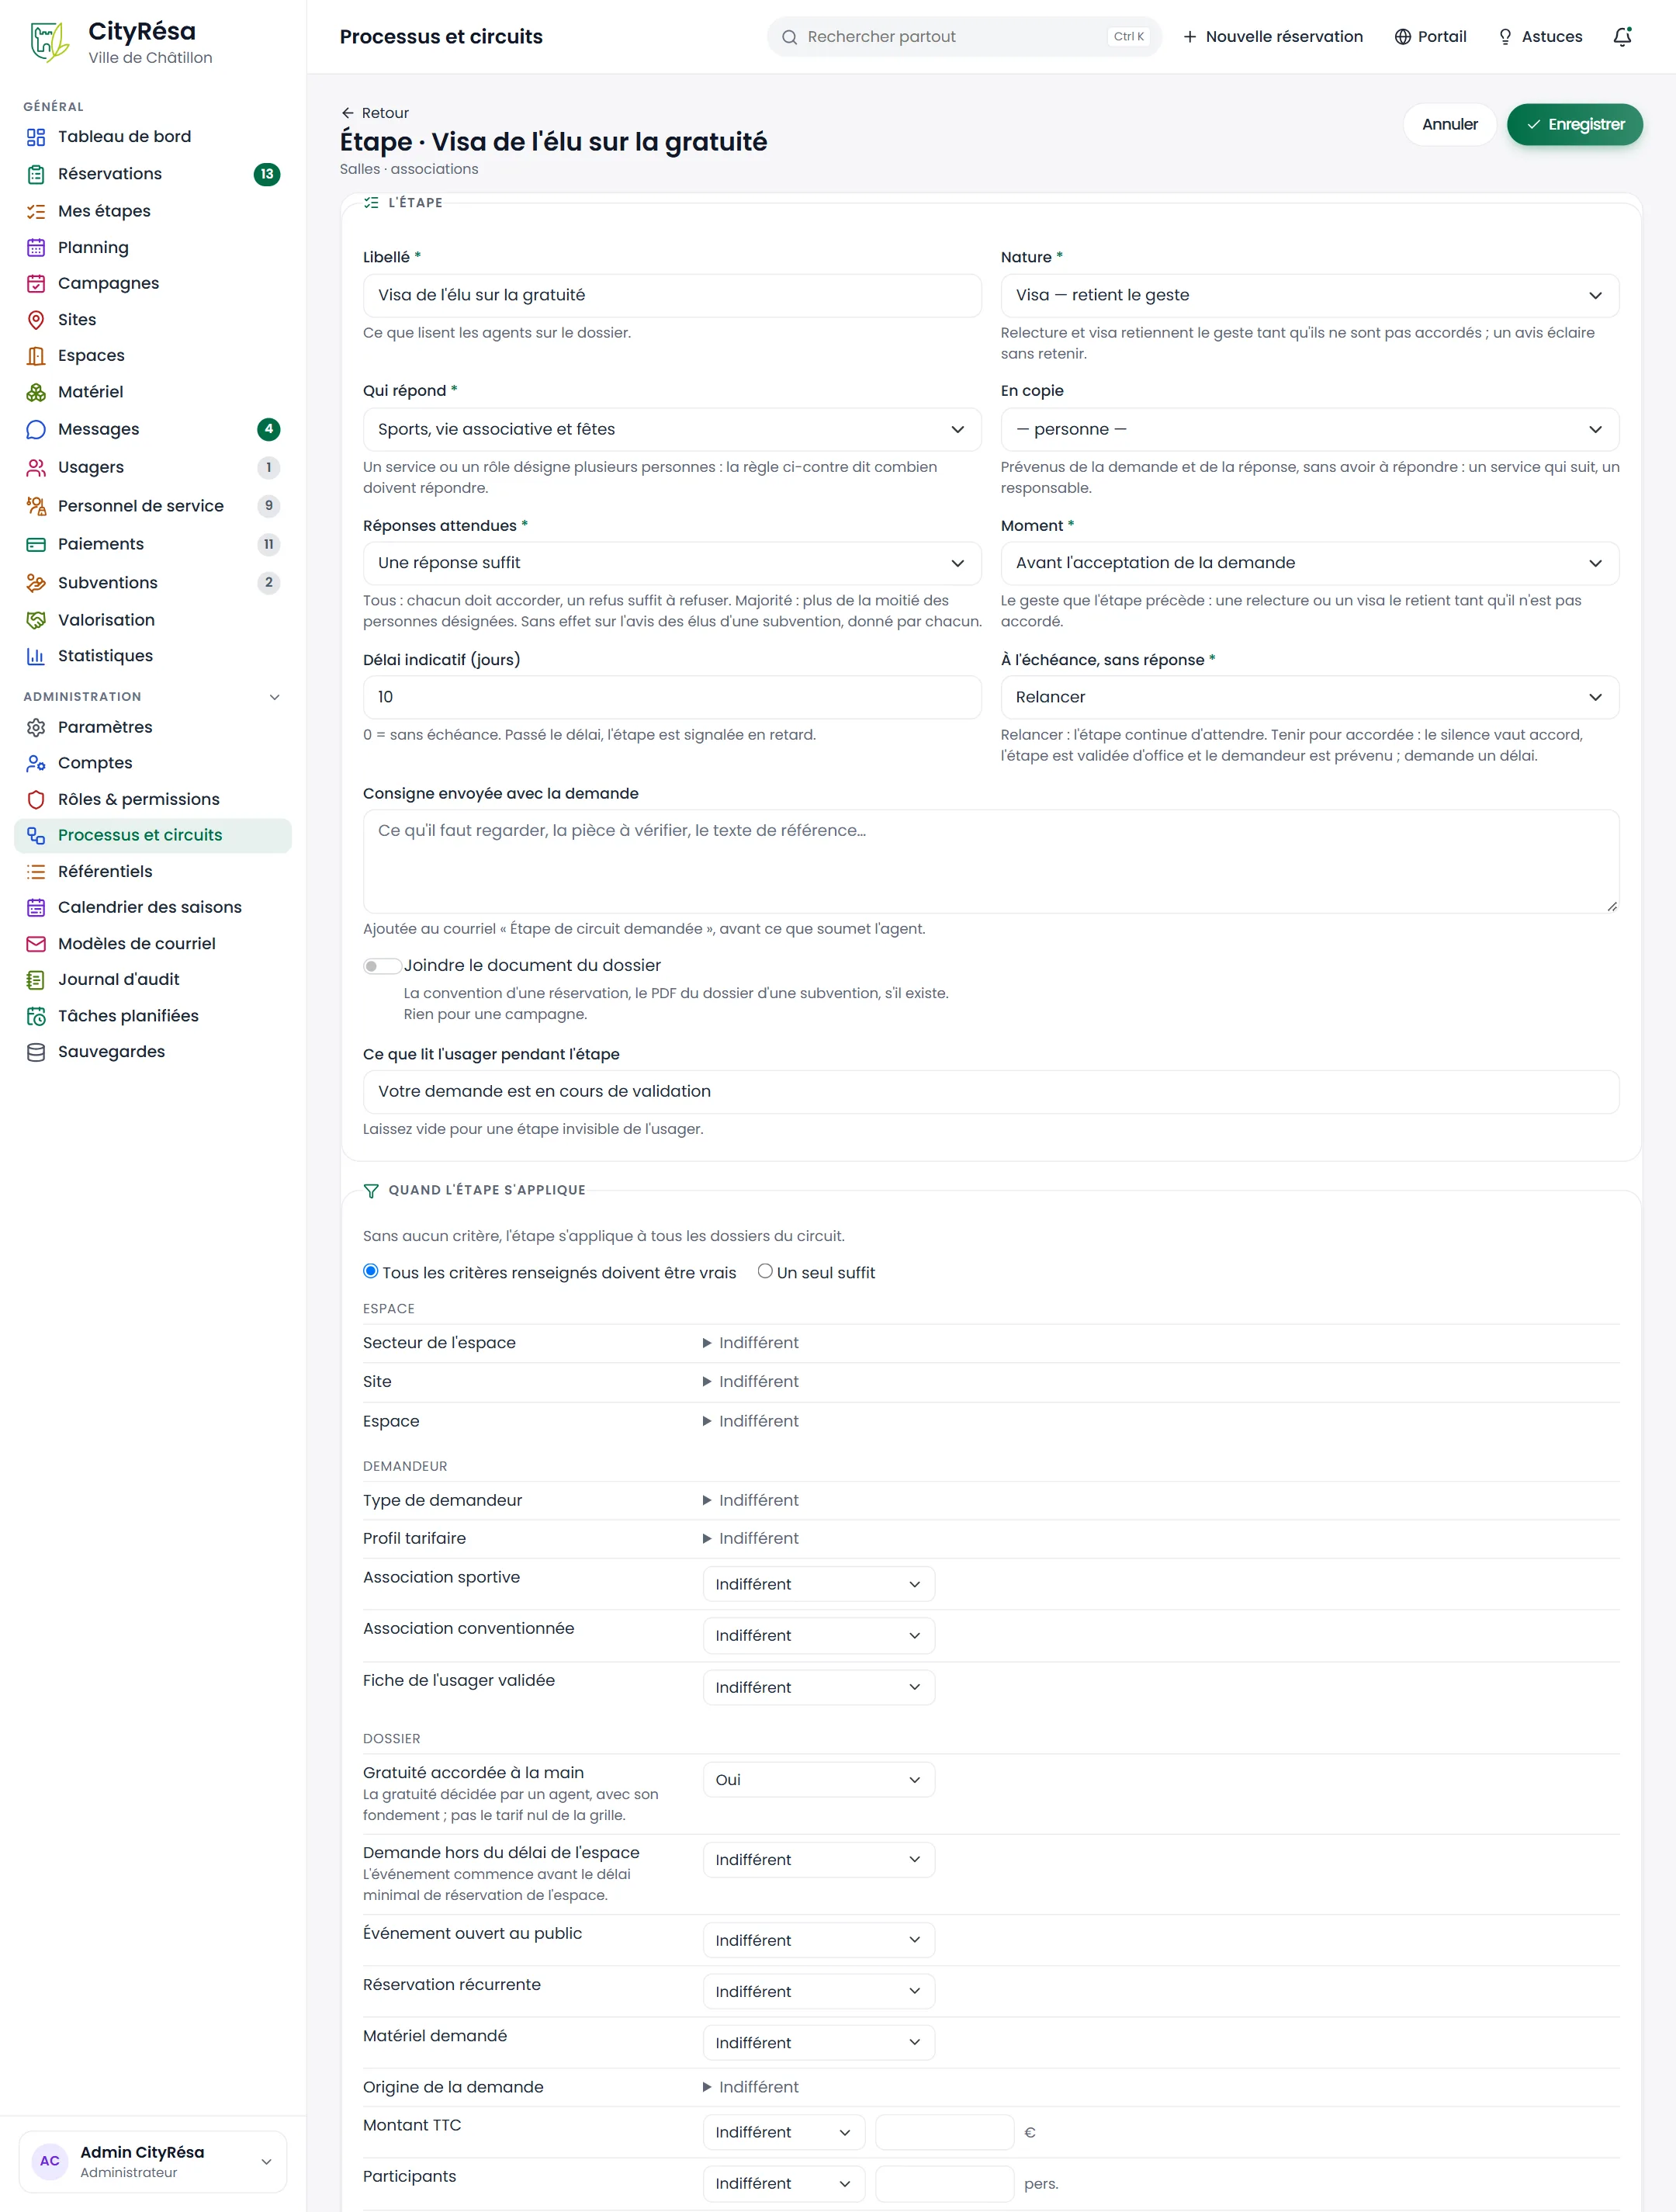 CityRésa
Ville de Châtillon
GÉNÉRAL
Tableau de bord
Réservations 13
Mes étapes
Planning
Campagnes
Sites
Espaces
Matériel
Messages 4
Usagers 1
Personnel de service 9
Paiements 11
Subventions 2
Valorisation
Statistiques
ADMINISTRATION
Paramètres
Comptes
Rôles & permissions
Processus et circuits
Référentiels
Calendrier des saisons
Modèles de courriel
Journal d'audit
Tâches planifiées
Sauvegardes
AC
Admin CityRésa
Administrateur
Processus et circuits
Rechercher partout Ctrl K
Nouvelle réservation
Portail
Astuces
Retour
Étape · Visa de l'élu sur la gratuité
Salles · associations
Annuler
Enregistrer
L'ÉTAPE
Libellé *
Visa de l'élu sur la gratuité
Ce que lisent les agents sur le dossier.
Nature *
Visa — retient le geste
Relecture et visa retiennent le geste tant qu'ils ne sont pas accordés ; un avis éclaire
sans retenir.
Qui répond *
Sports, vie associative et fêtes
Un service ou un rôle désigne plusieurs personnes : la règle ci-contre dit combien
doivent répondre.
En copie
— personne —
Prévenus de la demande et de la réponse, sans avoir à répondre : un service qui suit, un
responsable.
Réponses attendues *
Une réponse suffit
Tous : chacun doit accorder, un refus suffit à refuser. Majorité : plus de la moitié des
personnes désignées. Sans effet sur l'avis des élus d'une subvention, donné par chacun.
Moment *
Avant l'acceptation de la demande
Le geste que l'étape précède : une relecture ou un visa le retient tant qu'il n'est pas
accordé.
Délai indicatif (jours)
10
0 = sans échéance. Passé le délai, l'étape est signalée en retard.
À l'échéance, sans réponse *
Relancer
Relancer : l'étape continue d'attendre. Tenir pour accordée : le silence vaut accord,
l'étape est validée d'office et le demandeur est prévenu ; demande un délai.
Consigne envoyée avec la demande
Ce qu'il faut regarder, la pièce à vérifier, le texte de référence…
Ajoutée au courriel « Étape de circuit demandée », avant ce que soumet l'agent.
Joindre le document du dossier
La convention d'une réservation, le PDF du dossier d'une subvention, s'il existe.
Rien pour une campagne.
Ce que lit l'usager pendant l'étape
Votre demande est en cours de validation
Laissez vide pour une étape invisible de l'usager.
QUAND L'ÉTAPE S'APPLIQUE
Sans aucun critère, l'étape s'applique à tous les dossiers du circuit.
Tous les critères renseignés doivent être vrais Un seul suffit
ESPACE
Secteur de l'espace Indifférent
Site Indifférent
Espace Indifférent
DEMANDEUR
Type de demandeur Indifférent
Profil tarifaire Indifférent
Association sportive Indifférent
Association conventionnée Indifférent
Fiche de l'usager validée Indifférent
DOSSIER
Gratuité accordée à la main Oui
La gratuité décidée par un agent, avec son
fondement ; pas le tarif nul de la grille.
Demande hors du délai de l'espace Indifférent
L'événement commence avant le délai
minimal de réservation de l'espace.
Événement ouvert au public Indifférent
Réservation récurrente Indifférent
Matériel demandé Indifférent
Origine de la demande Indifférent
Montant TTC Indifférent €
Participants Indifférent pers.